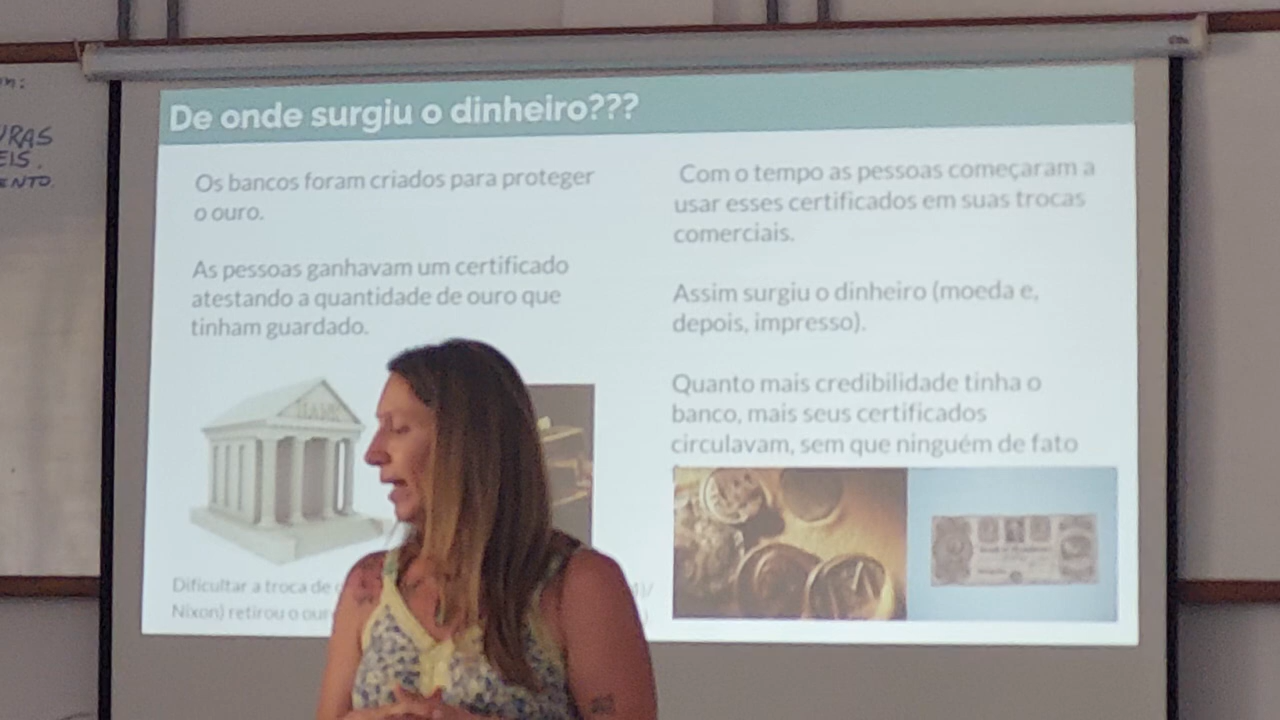 De onde surgiu o dinheiro???
Os bancos foram criados para proteger
o ouro.
As pessoas ganhavam um certificado
atestando a quantidade de ouro que
tinham guardado.
BANK
Dificultar a troca de
Nixon) retirou o
Com o tempo as pessoas começaram a
usar esses certificados em suas trocas
comerciais.
Assim surgiu o dinheiro (moeda e,
depois, impresso).
Quanto mais credibilidade tinha o
banco, mais seus certificados
circulavam, sem que ninguém de fato